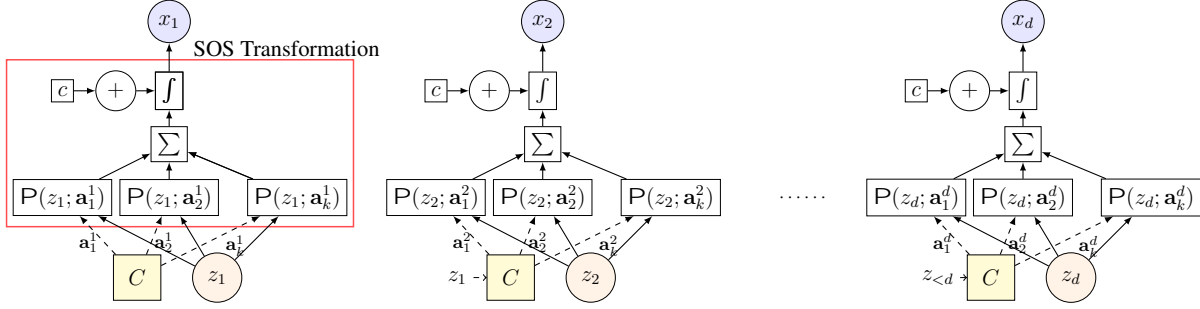 x_1 x_2 x_d
SOS Transformation
c + ∫ c + ∫ c + ∫
∑ ∑ ∑
P(z_1; a_1^1) P(z_1; a_2^1) P(z_1; a_k^1) P(z_2; a_1^2) P(z_2; a_2^2) P(z_2; a_k^2) ...... P(z_d; a_1^d) P(z_d; a_2^d) P(z_d; a_k^d)
a_1^1 a_2^1 a_k^1 a_1^2 a_2^2 a_k^2 a_1^d a_2^d a_k^d
C z_1 z_1 C z_2 z_{<d} C z_d